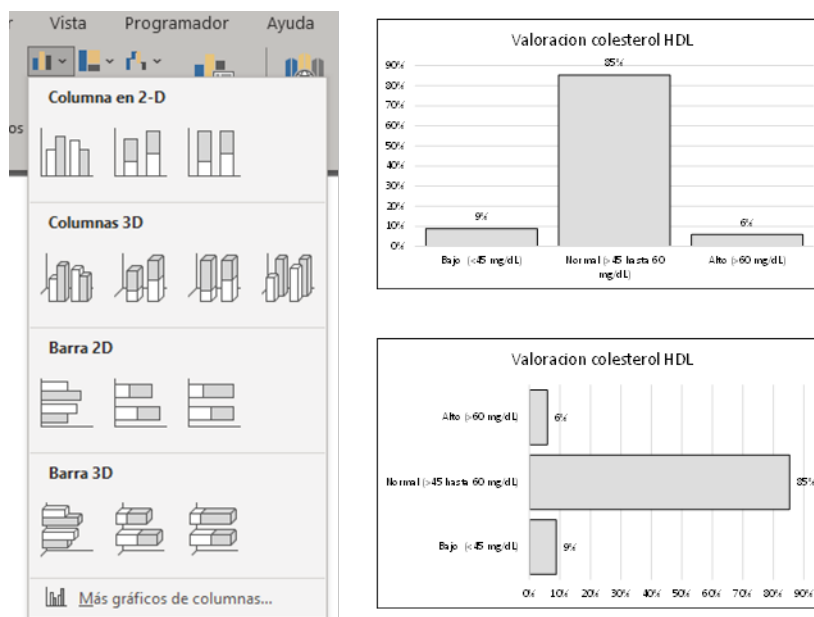 Vista Programador Ayuda
os
Columna en 2-D
Columnas 3D
Barra 2D
Barra 3D
Más gráficos de columnas...
Valoracion colesterol HDL
90%
80%
70%
60%
50%
40%
30%
20%
10%
0%
9%
85%
6%
Bajo (<45 mg/dL)
Normal (>45 hasta 60
mg/dL)
Alto (>60 mg/dL)
Valoracion colesterol HDL
Alto (>60 mg/dL)
6%
Normal (>45 hasta 60 mg/dL)
85%
Bajo (<45 mg/dL)
9%
0% 10% 20% 30% 40% 50% 60% 70% 80% 90%